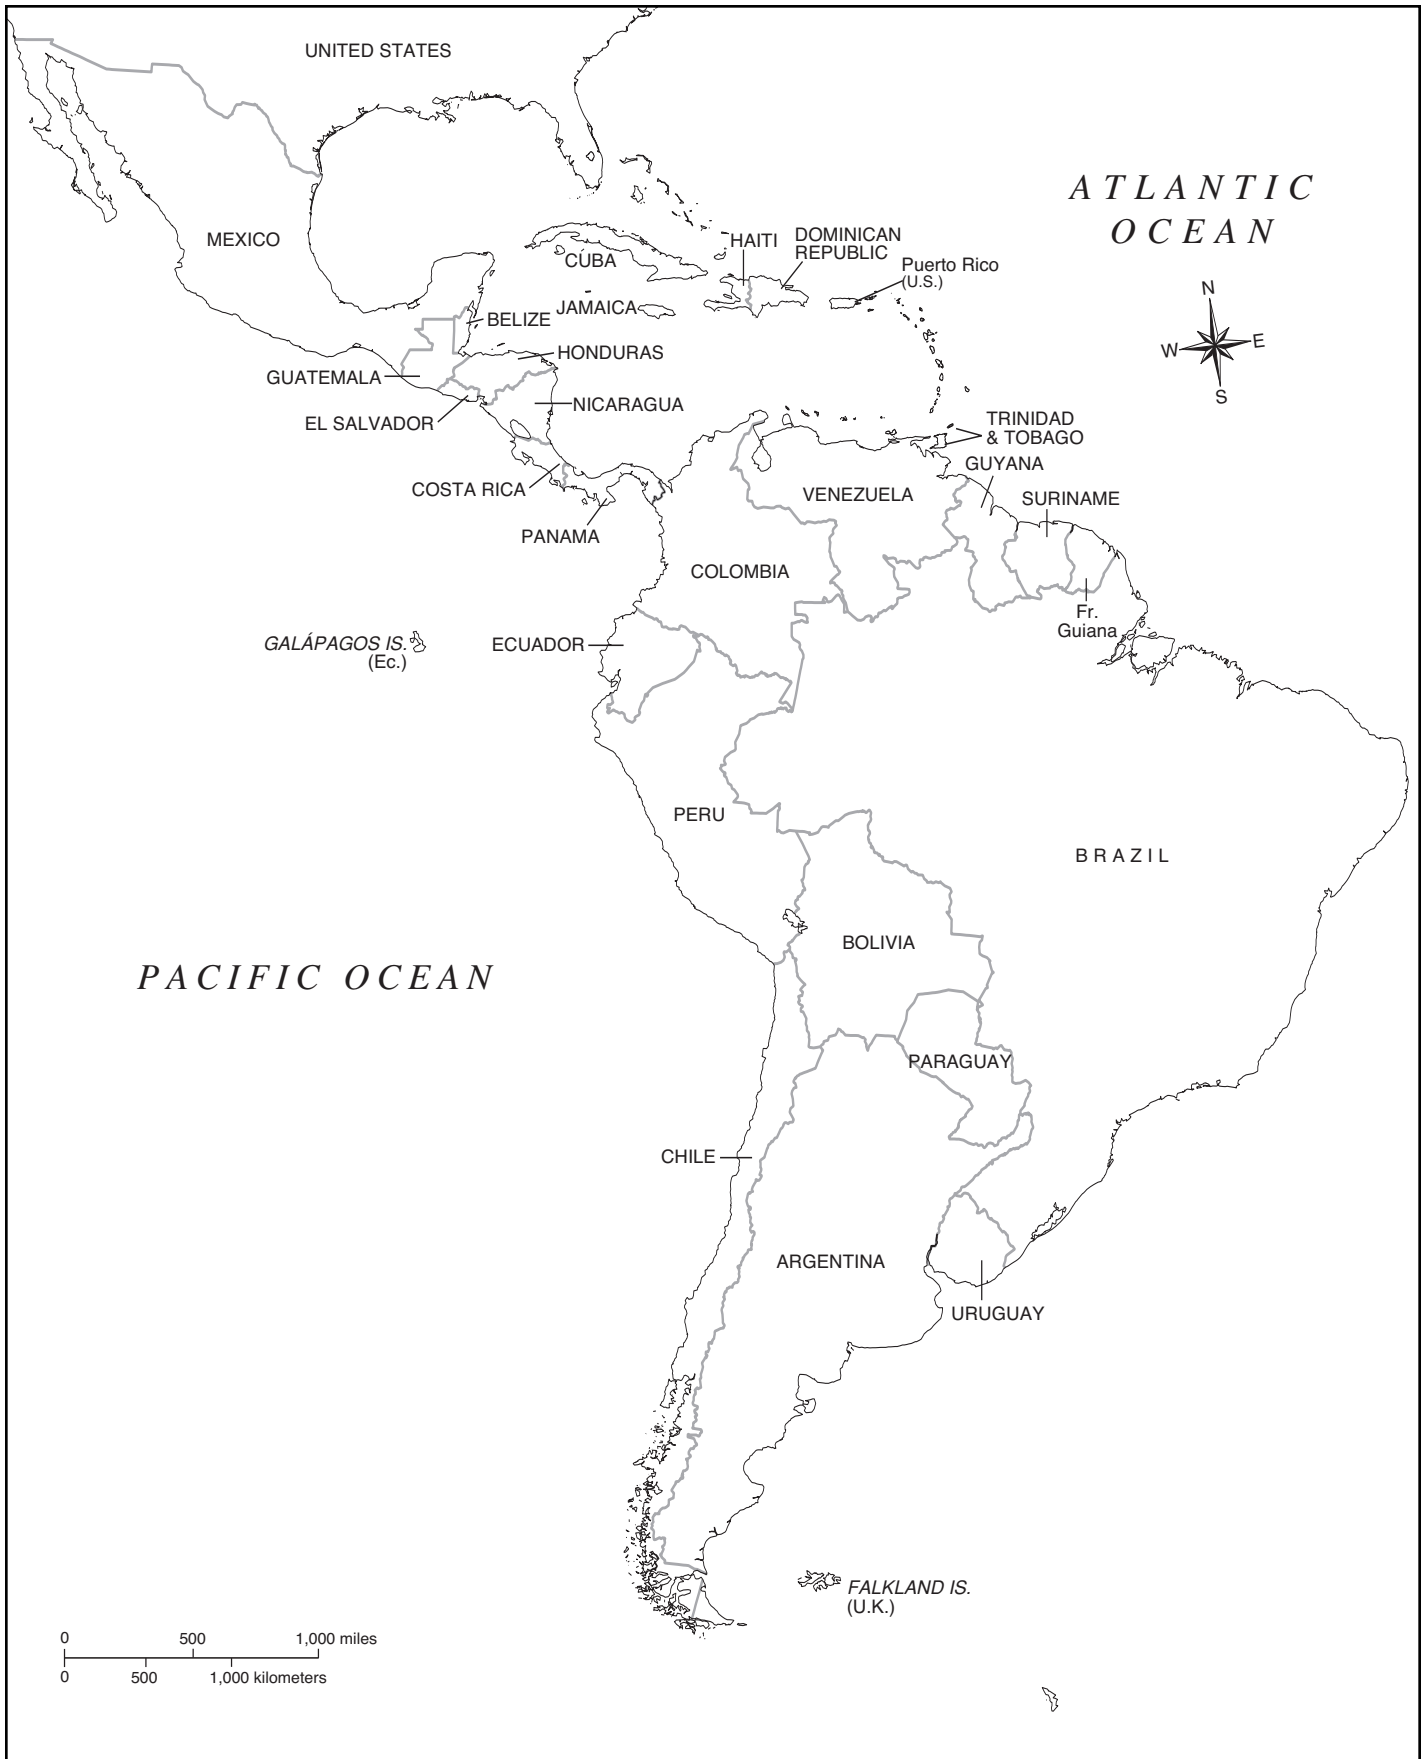 UNITED STATES
ATLANTIC
OCEAN
MEXICO
CUBA
HAITI
DOMINICAN
REPUBLIC
Puerto Rico
(U.S.)
N
W
E
S
BELIZE
JAMAICA
HONDURAS
GUATEMALA
NICARAGUA
EL SALVADOR
TRINIDAD
& TOBAGO
GUYANA
COSTA RICA
VENEZUELA
SURINAME
PANAMA
COLOMBIA
Fr.
Guiana
GALÁPAGOS IS.
(Ec.)
ECUADOR
PERU
BRAZIL
BOLIVIA
PACIFIC OCEAN
PARAGUAY
CHILE
ARGENTINA
URUGUAY
FALKLAND IS.
(U.K.)
0 500 1,000 miles
0 500 1,000 kilometers